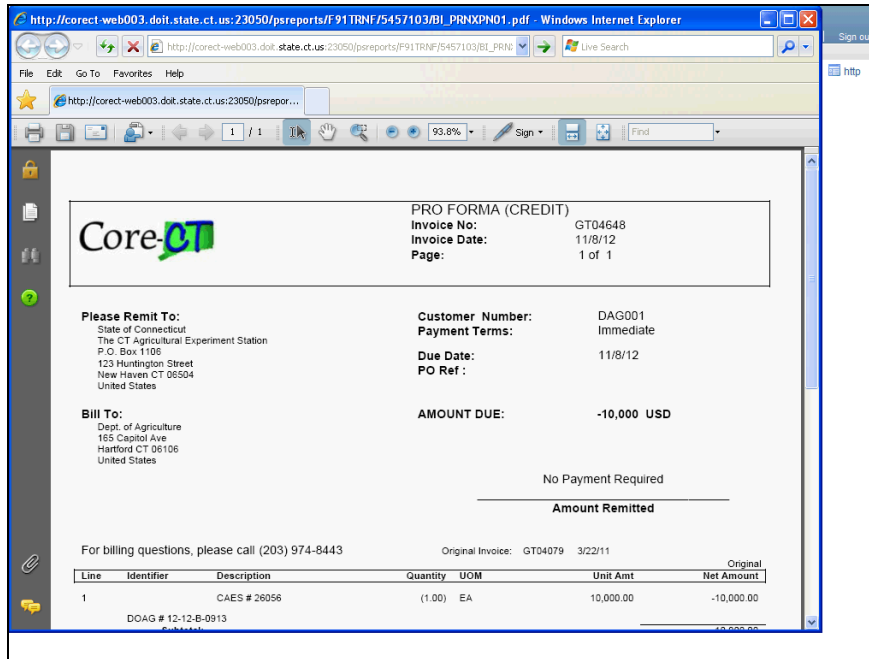 http://corect-web003.doit.state.ct.us:23050/psreports/F91TRNF/5457103/BI_PRNXPN01.pdf - Windows Internet Explorer
http://corect-web003.doit.state.ct.us:23050/psreports/F91TRNF/5457103/BI_PRN
Live Search
Sign ou
File Edit Go To Favorites Help
http
http://corect-web003.doit.state.ct.us:23050/psrepor...
1 / 1 93.8% Sign Find
Core-CT
PRO FORMA (CREDIT)
Invoice No: GT04648
Invoice Date: 11/8/12
Page: 1 of 1
Please Remit To:
State of Connecticut
The CT Agricultural Experiment Station
P.O. Box 1106
123 Huntington Street
New Haven CT 06504
United States
Customer Number: DAG001
Payment Terms: Immediate
Due Date: 11/8/12
PO Ref :
Bill To:
Dept. of Agriculture
165 Capitol Ave
Hartford CT 06106
United States
AMOUNT DUE: -10,000 USD
No Payment Required
Amount Remitted
For billing questions, please call (203) 974-8443
Original Invoice: GT04079 3/22/11
Original
Line Identifier Description Quantity UOM Unit Amt Net Amount
1 CAES # 26056 (1.00) EA 10,000.00 -10,000.00
DOAG # 12-12-B-0913